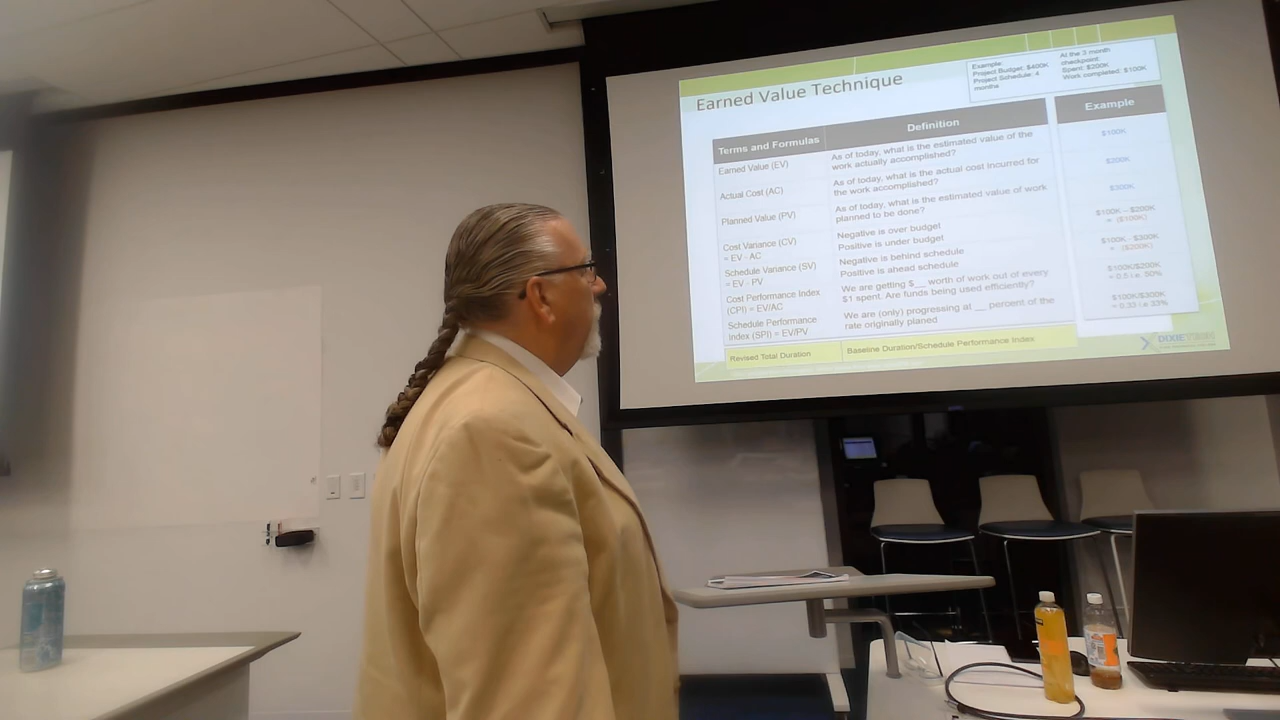 Earned Value Technique
Example:
Project Budget: $400K
Project Schedule: 4
months
At the 3 month
checkpoint:
Spent: $200K
Work completed: $100K
Terms and Formulas
Definition
Example
Earned Value (EV)
As of today, what is the estimated value of the
work actually accomplished?
$100K
Actual Cost (AC)
As of today, what is the actual cost incurred for
the work accomplished?
$200K
Planned Value (PV)
As of today, what is the estimated value of work
planned to be done?
$300K
Cost Variance (CV)
= EV - AC
Negative is over budget
Positive is under budget
$100K – $200K
= ($100K)
Schedule Variance (SV)
= EV - PV
Negative is behind schedule
Positive is ahead schedule
$100K - $300K
= ($200K)
Cost Performance Index
(CPI) = EV/AC
We are getting $__ worth of work out of every
$1 spent. Are funds being used efficiently?
$100K/$200K
= 0.5 i.e. 50%
Schedule Performance
index (SPI) = EV/PV
We are (only) progressing at __ percent of the
rate originally planed
$100K/$300K
= 0.33 i.e 33%
Revised Total Duration
Baseline Duration/Schedule Performance Index
DIXIE